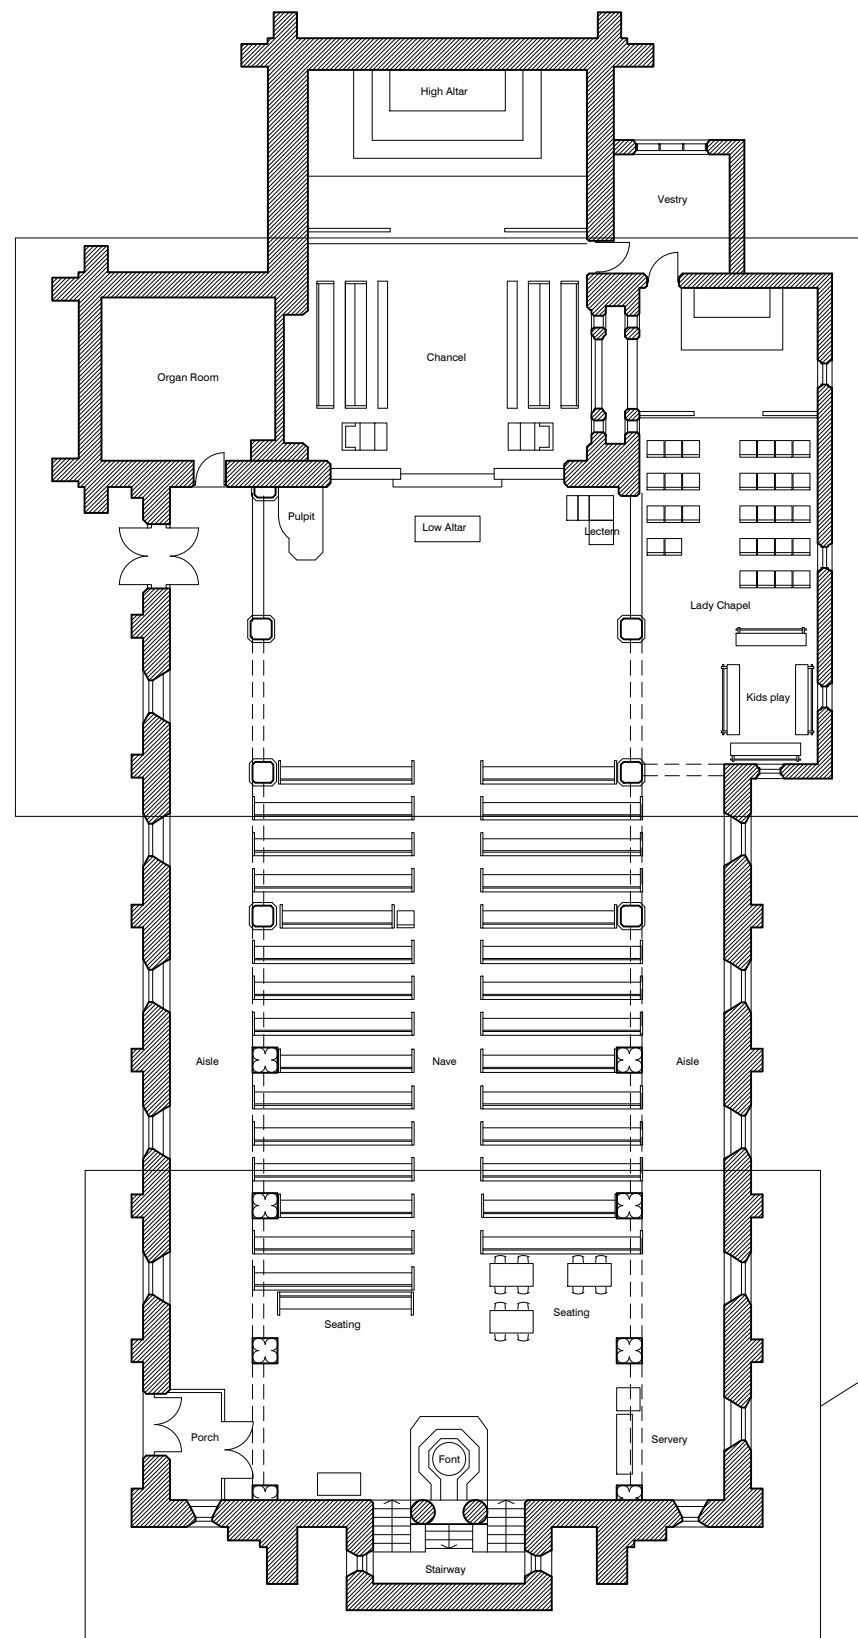 High Altar
Vestry
Chancel
Organ Room
Pulpit
Low Altar
Lectern
Lady Chapel
Kids play
Aisle
Nave
Aisle
Seating
Seating
Porch
Servery
Font
Stairway